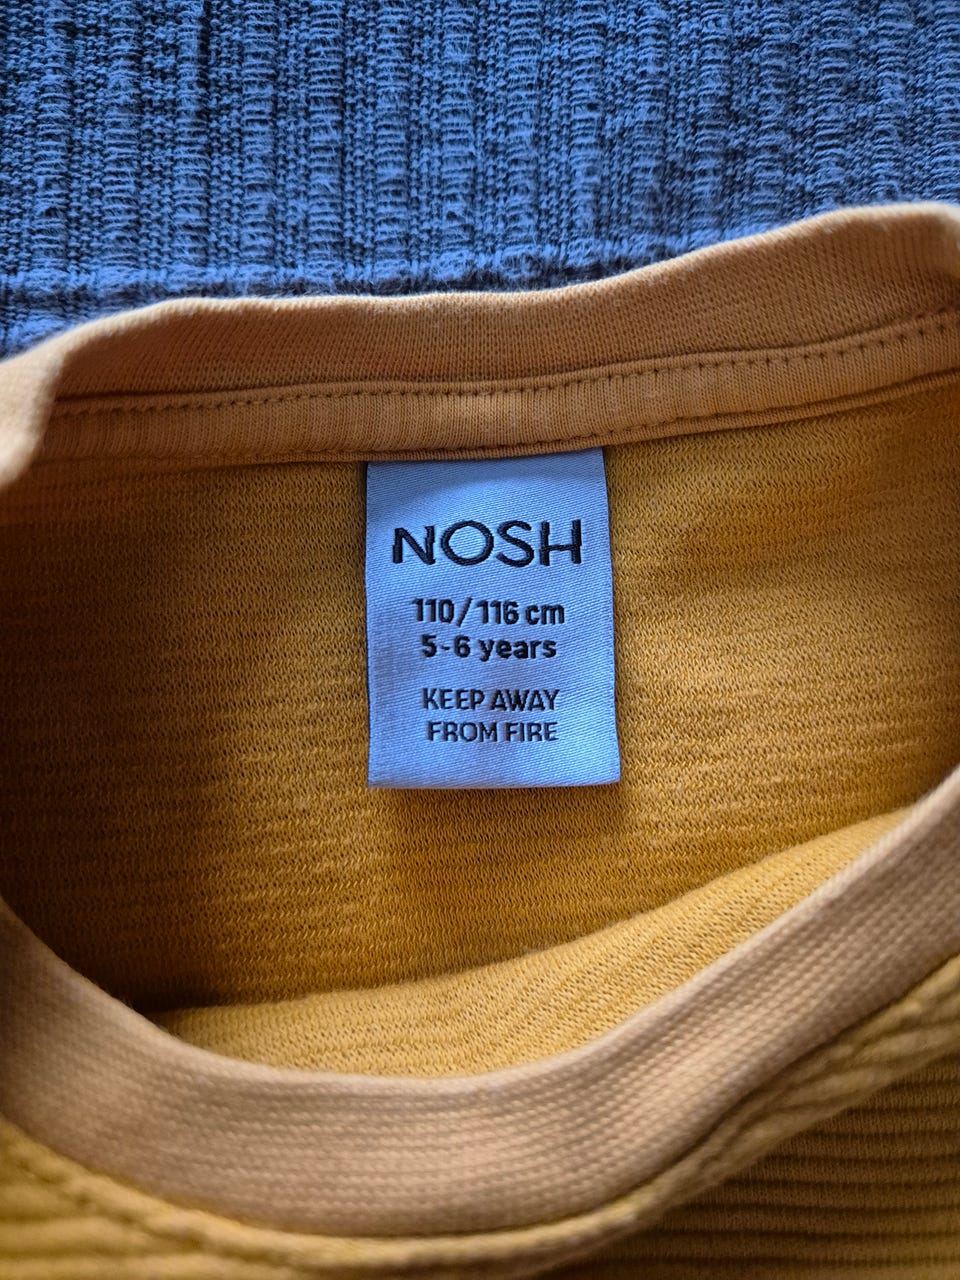 NOSH
110/116 cm
5-6 years
KEEP AWAY
FROM FIRE